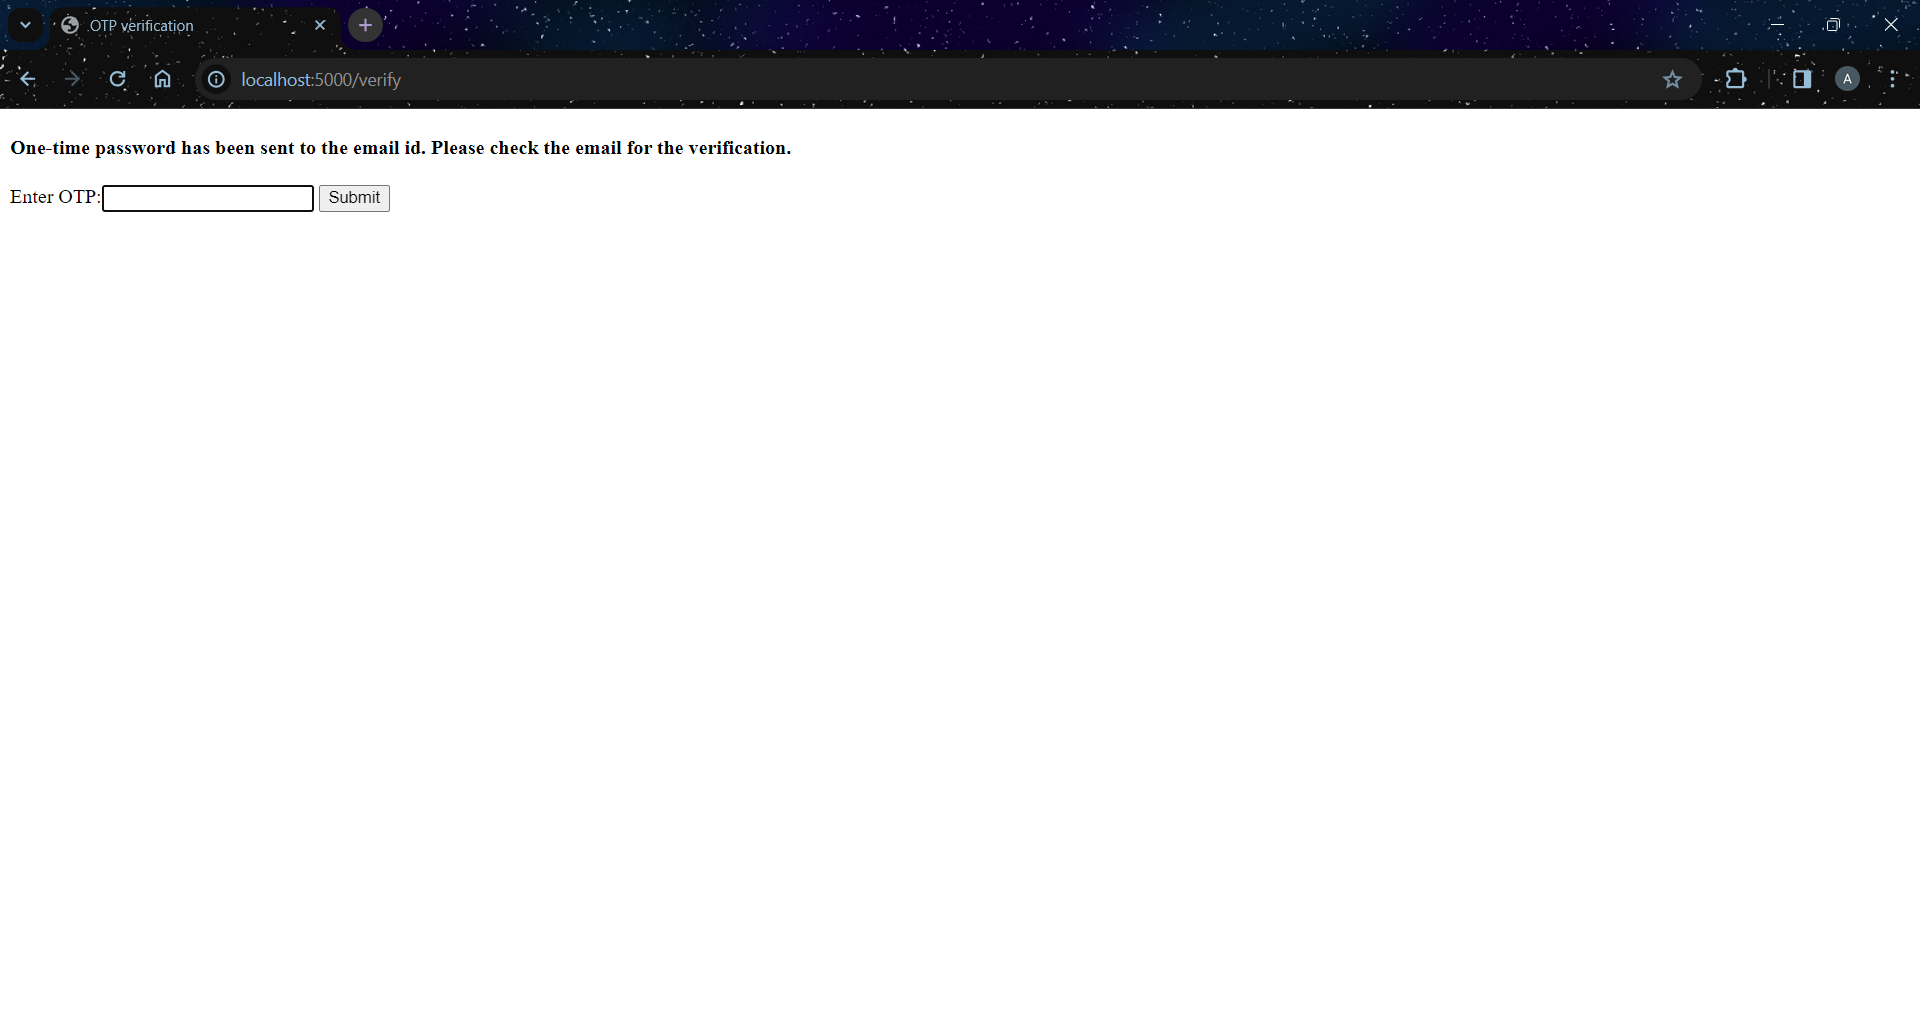 OTP verification
localhost:5000/verify
A
One-time password has been sent to the email id. Please check the email for the verification.
Enter OTP: Submit